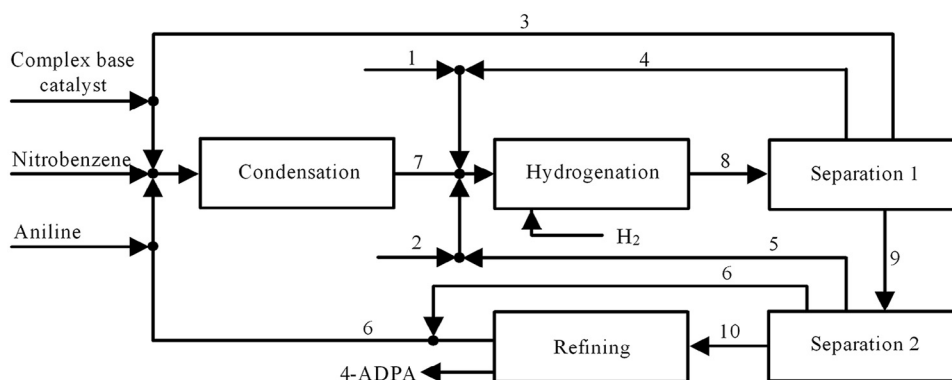 3
Complex base
catalyst
1
4
Nitrobenzene
Condensation
7
Hydrogenation
8
Separation 1
Aniline
2
H₂
5
9
6
6
Refining
10
Separation 2
4-ADPA